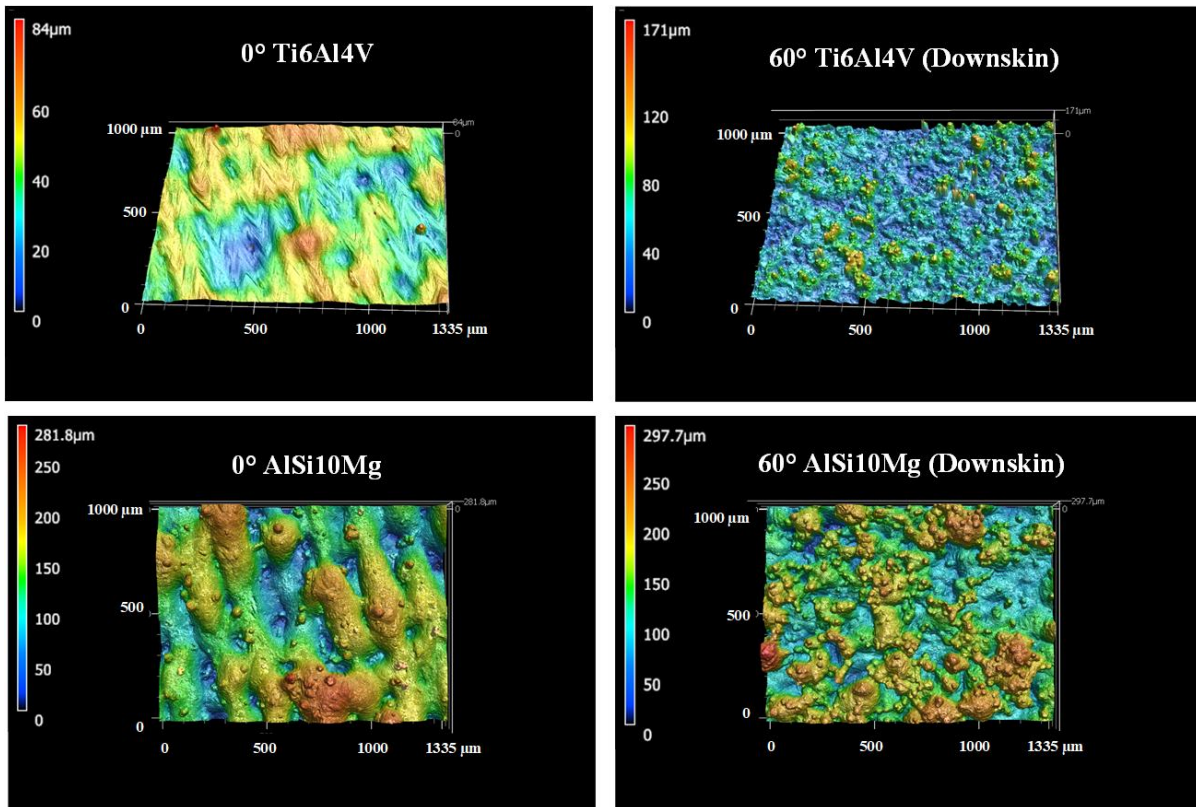 84µm
60
40
20
0
0° Ti6Al4V
1000 µm
500
0
84µm
0
0
500
1000
1335 µm
171µm
120
80
40
0
60° Ti6Al4V (Downskin)
1000 µm
500
0
171µm
0
0
500
1000
1335 µm
281.8µm
250
200
150
100
50
0
0° AlSi10Mg
1000 µm
500
0
281.8µm
0
0
500
1000
1335 µm
297.7µm
250
200
150
100
50
0
60° AlSi10Mg (Downskin)
1000 µm
500
0
297.7µm
0
0
500
1000
1335 µm